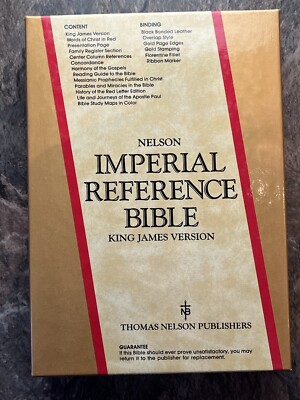 CONTENT
King James Version
Words of Christ in Red
Presentation Page
Family Register Section
Center Column References
Concordance
Harmony of the Gospels
Reading Guide to the Bible
Messianic Prophecies Fulfilled in Christ
Parables and Miracles in the Bible
History of the Red Letter Edition
Life and Journeys of the Apostle Paul
Bible Study Maps in Color
BINDING
Black Bonded Leather
Overlap Style
Gold Page Edges
Gold Stamping
Florentine Fillet
Ribbon Marker
NELSON
IMPERIAL
REFERENCE
BIBLE
KING JAMES VERSION
THOMAS NELSON PUBLISHERS
GUARANTEE
If this Bible should ever prove unsatisfactory, you may
return it to the publisher for replacement.